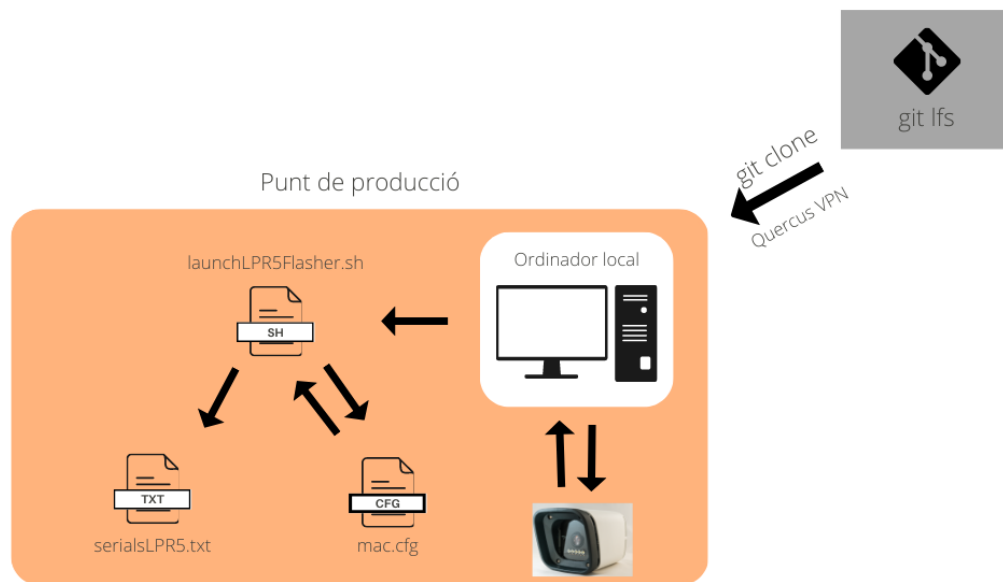 git lfs
git clone
Quercus VPN
Punt de producció
launchLPR5Flasher.sh
SH
Ordinador local
TXT
serialsLPR5.txt
CFG
mac.cfg